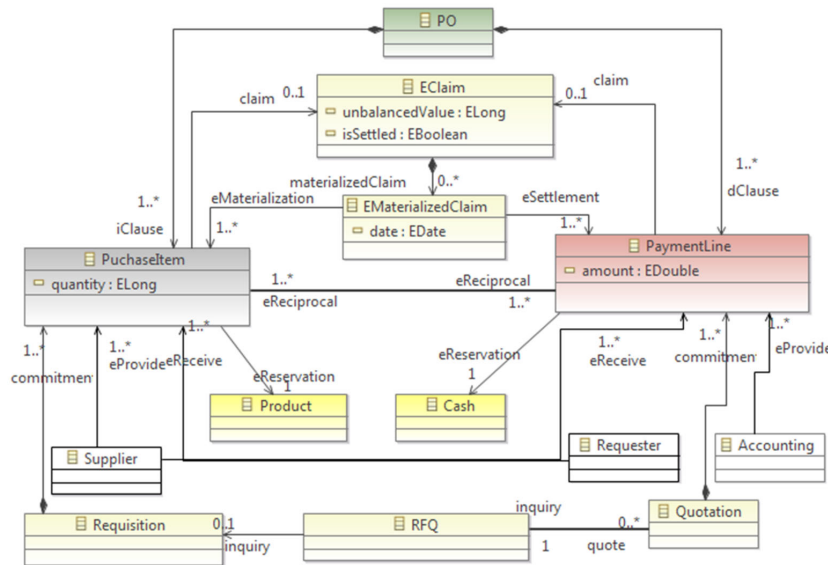 PO
claim
0..1
EClaim
unbalancedValue : ELong
isSettled : EBoolean
claim
0..1
1..*
iClause
1..*
dClause
materializedClaim
0..*
eMaterialization
1..*
EMaterializedClaim
date : EDate
eSettlement
1..*
PuchaseItem
quantity : ELong
1..*
eReciprocal
eReciprocal
1..*
PaymentLine
amount : EDouble
1..*
commitment
1..*
eProvide
1..*
eReceive
eReservation
1
eReservation
1
1..*
eReceive
1..*
commitment
1..*
eProvide
Product
Cash
Supplier
Requester
Accounting
Requisition
0..1
inquiry
RFQ
inquiry
1
0..*
quote
Quotation